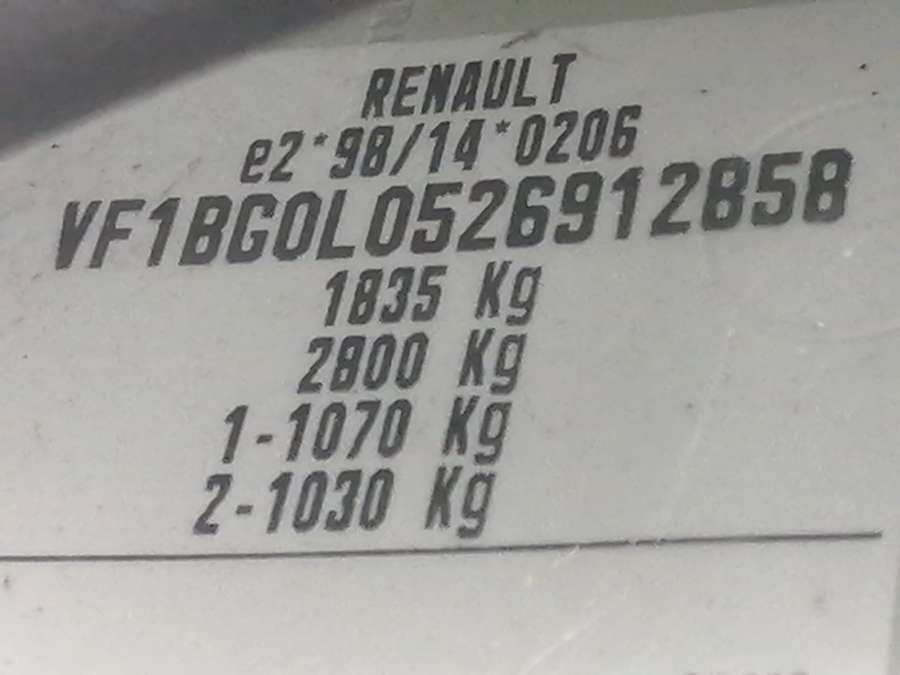 RENAULT
e2*98/14*0206
VF1BG0L0526912858
1835 Kg
2800 Kg
1-1070 Kg
2-1030 Kg